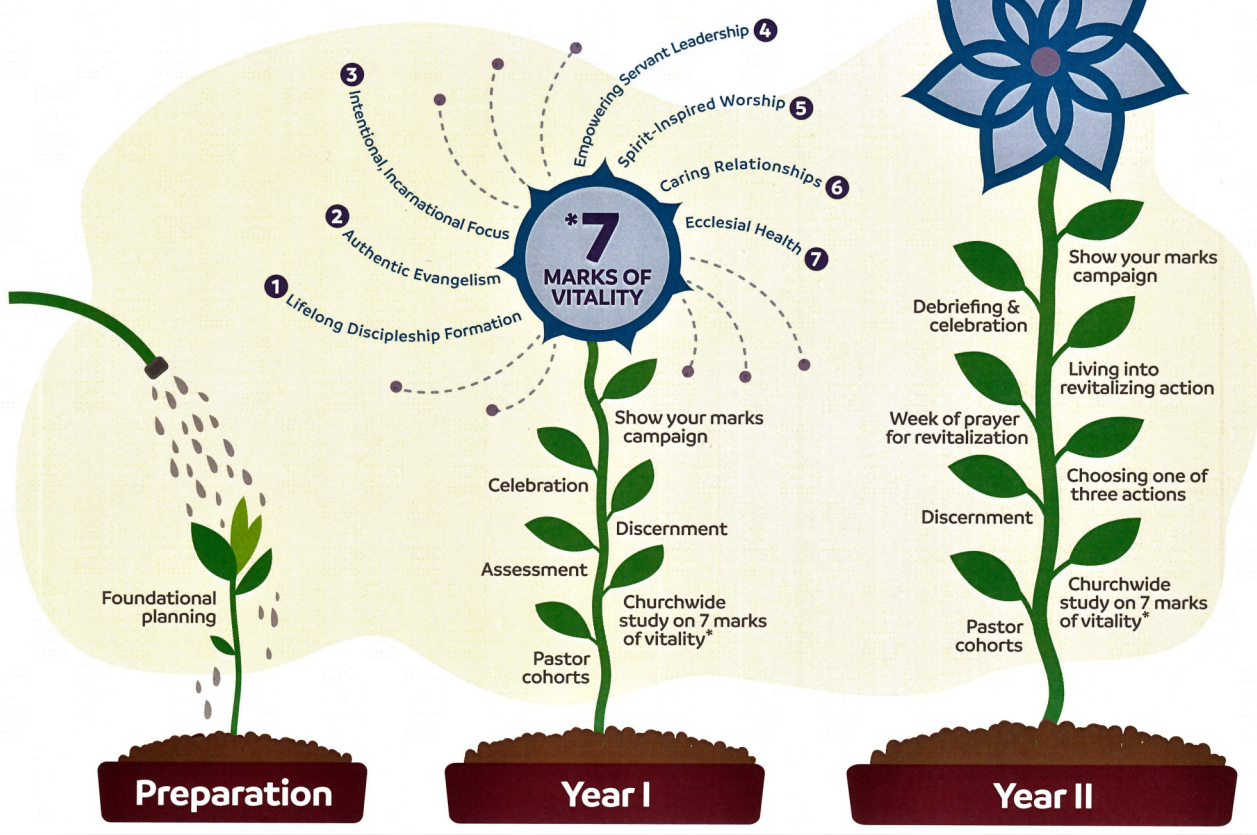 4
Empowering Servant Leadership
3
Intentional, Incarnational Focus
5
Spirit-Inspired Worship
6
Caring Relationships
2
Authentic Evangelism
7
Ecclesial Health
1
Lifelong Discipleship Formation
*7
MARKS OF
VITALITY
Foundational
planning
Preparation
Show your marks
campaign
Celebration
Discernment
Assessment
Churchwide
study on 7 marks
of vitality*
Pastor
cohorts
Year I
Show your marks
campaign
Debriefing &
celebration
Living into
revitalizing action
Week of prayer
for revitalization
Choosing one of
three actions
Discernment
Churchwide
study on 7 marks
of vitality*
Pastor
cohorts
Year II